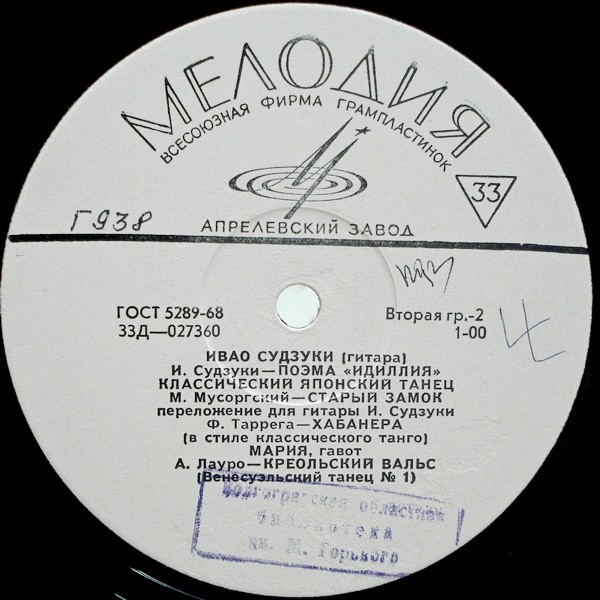 МЕЛОДИЯ
ВСЕСОЮЗНАЯ ФИРМА ГРАМПЛАСТИНОК
33
Г938
АПРЕЛЕВСКИЙ ЗАВОД
ГОСТ 5289-68
Вторая гр.-2
33Д—027360
1-00
ИВАО СУДЗУКИ (гитара)
И. Судзуки—ПОЭМА «ИДИЛЛИЯ»
КЛАССИЧЕСКИЙ ЯПОНСКИЙ ТАНЕЦ
М. Мусоргский—СТАРЫЙ ЗАМОК
переложение для гитары И. Судзуки
Ф. Таррега—ХАБАНЕРА
(в стиле классического танго)
МАРИЯ, гавот
А. Лауро—КРЕОЛЬСКИЙ ВАЛЬС
(Венесуэльский танец № 1)
Волгоградская областная
библиотека
им. М. Горького